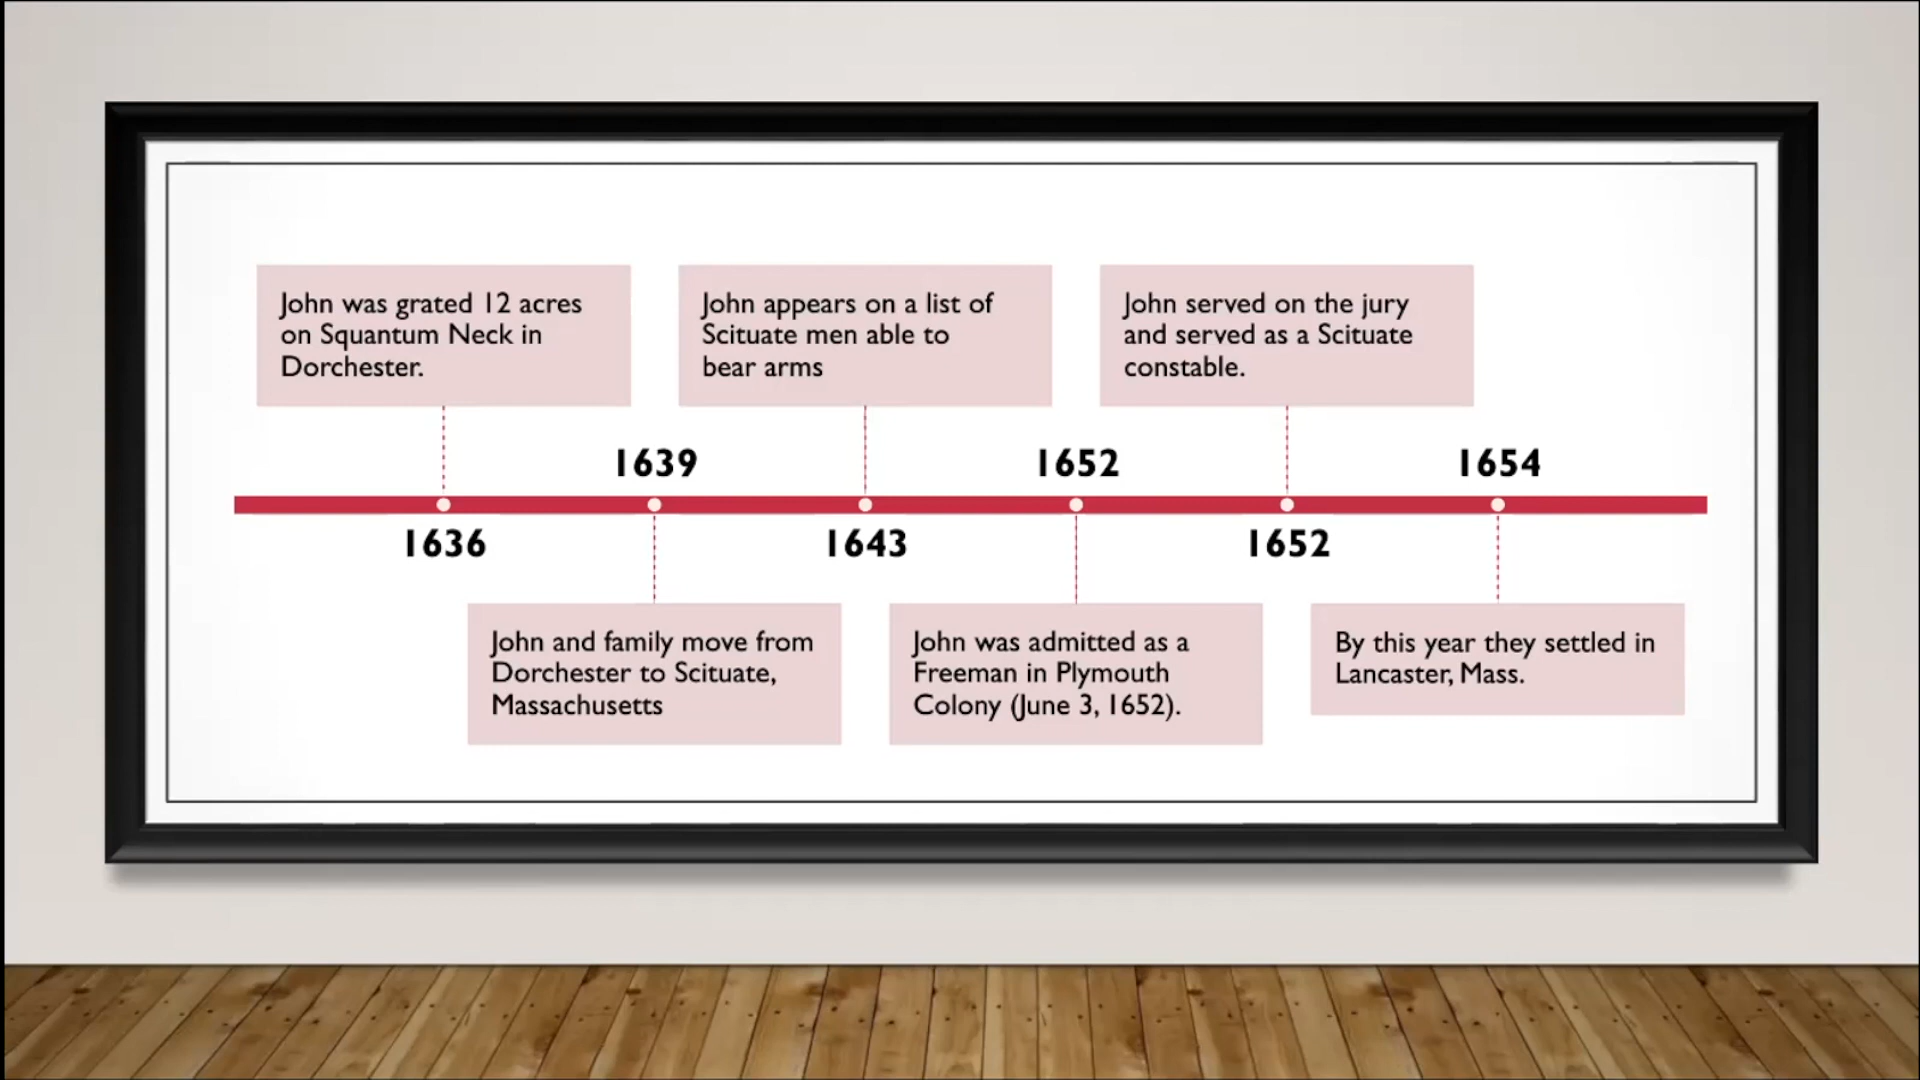 John was grated 12 acres
on Squantum Neck in
Dorchester.
1636
1639
John and family move from
Dorchester to Scituate,
Massachusetts
John appears on a list of
Scituate men able to
bear arms
1643
1652
John was admitted as a
Freeman in Plymouth
Colony (June 3, 1652).
John served on the jury
and served as a Scituate
constable.
1652
1654
By this year they settled in
Lancaster, Mass.